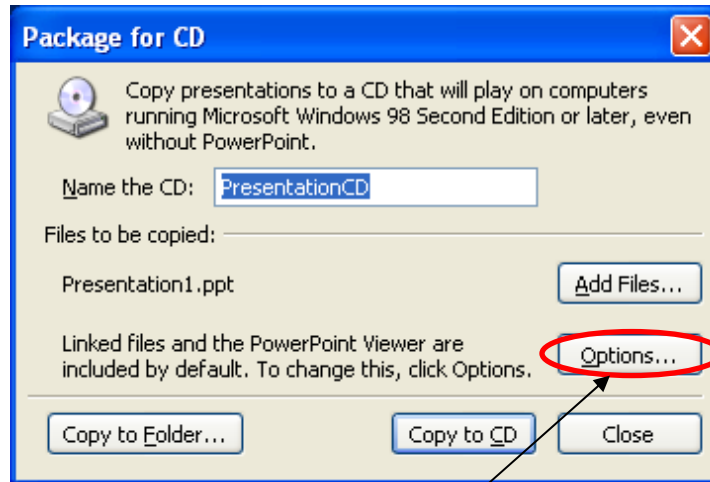 Package for CD
Copy presentations to a CD that will play on computers
running Microsoft Windows 98 Second Edition or later, even
without PowerPoint.
Name the CD: PresentationCD
Files to be copied:
Presentation1.ppt Add Files...
Linked files and the PowerPoint Viewer are
included by default. To change this, click Options. Options...
Copy to Folder... Copy to CD Close